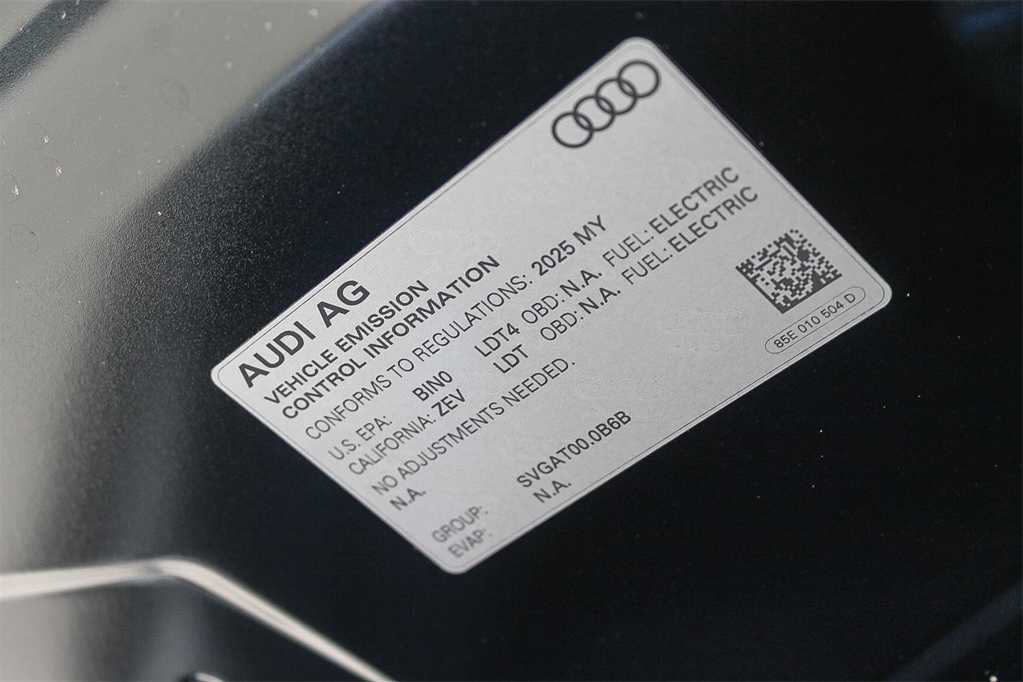 AUDI AG
VEHICLE EMISSION
CONTROL INFORMATION
CONFORMS TO REGULATIONS: 2025 MY
U.S. EPA: BIN0 LDT4 OBD: N.A. FUEL: ELECTRIC
CALIFORNIA: ZEV LDT OBD: N.A. FUEL: ELECTRIC
NO ADJUSTMENTS NEEDED.
N.A.
GROUP: SVGAT00.0B6B
EVAP: N.A.
85E 010 504 D